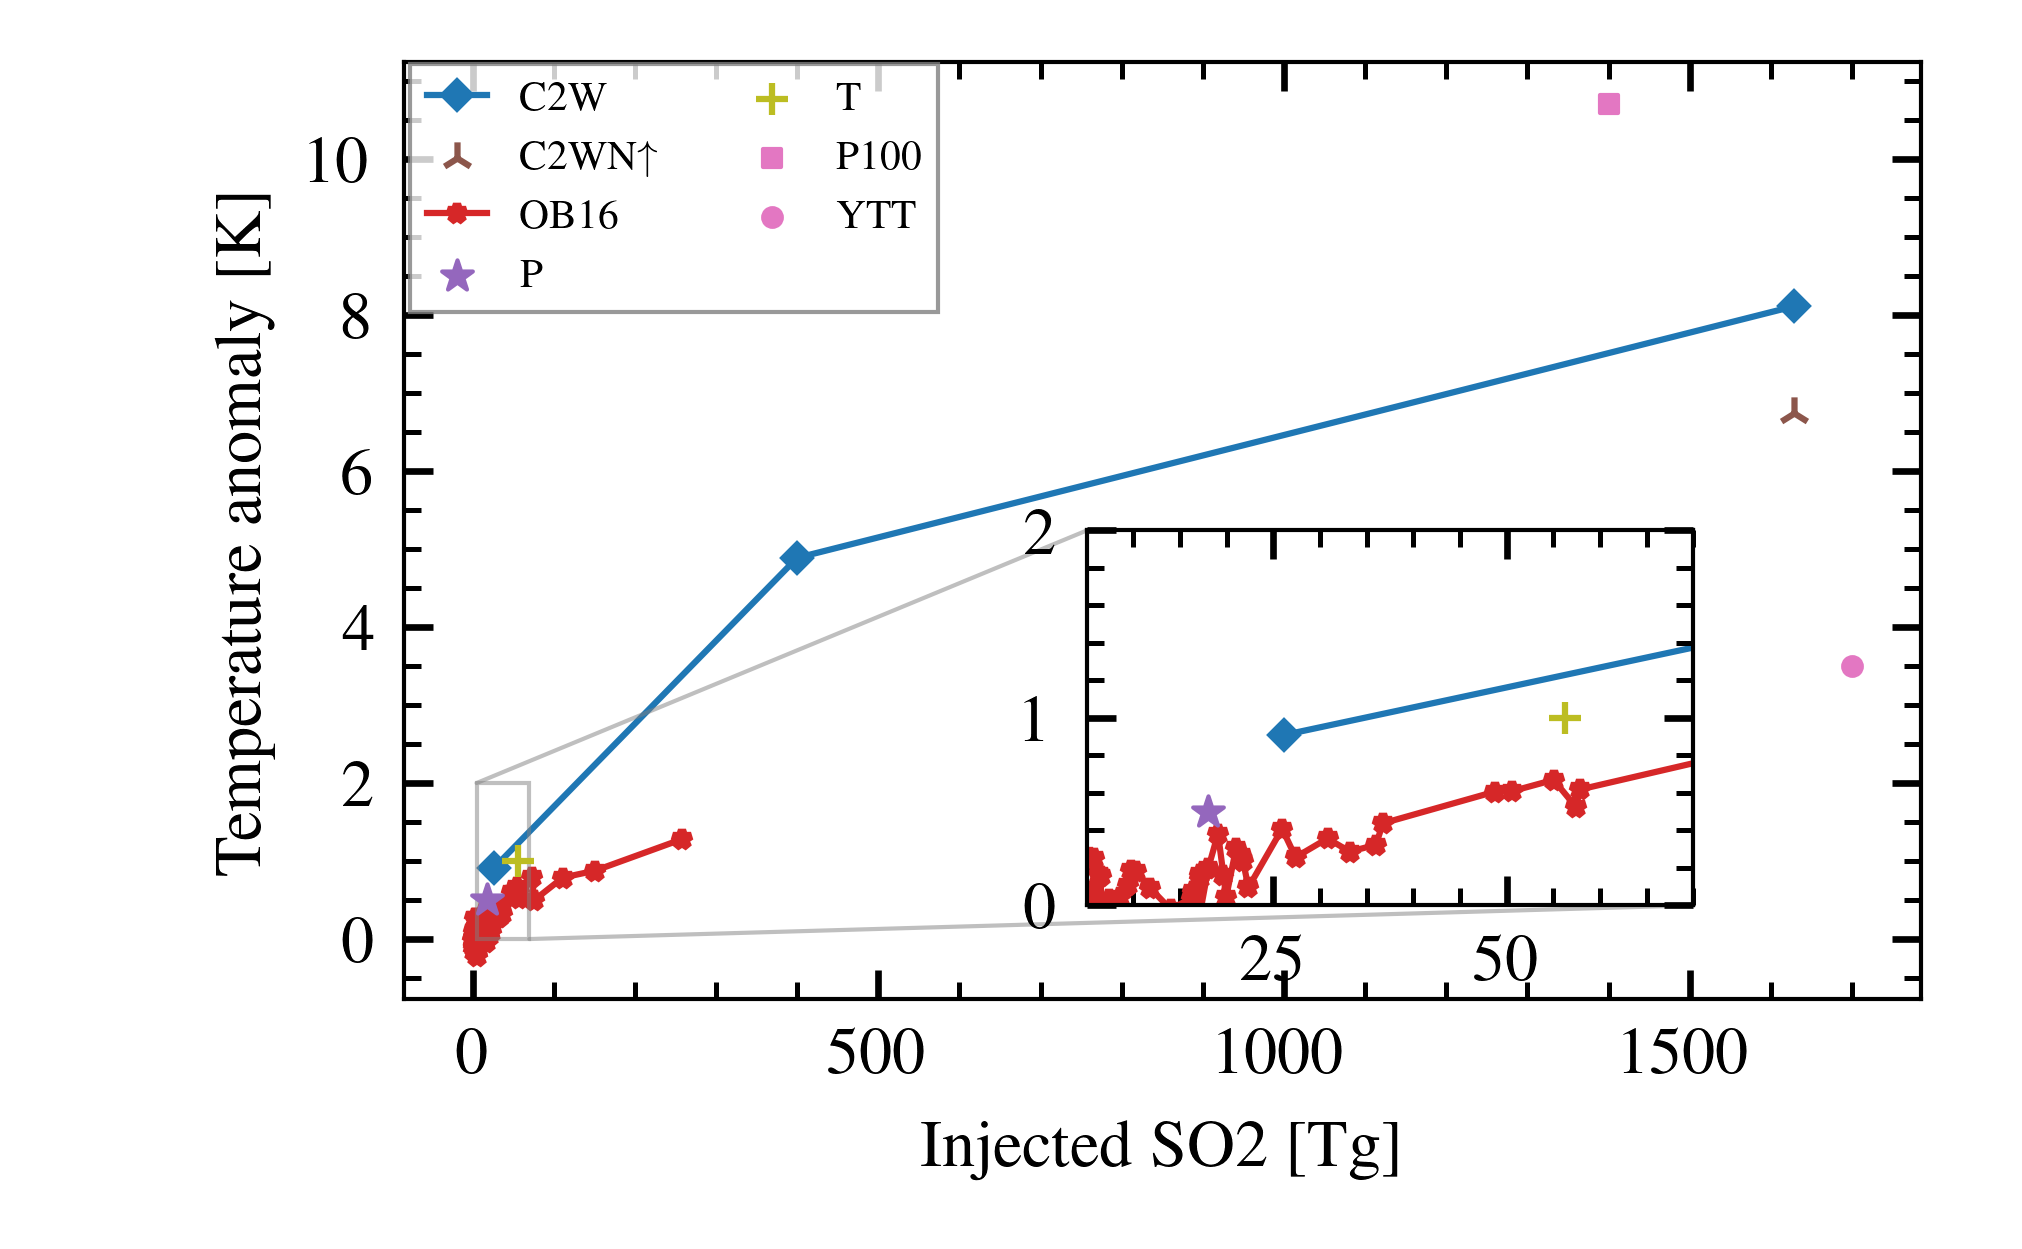 C2W
C2WN↑
OB16
P
T
P100
YTT
Temperature anomaly [K]
10
8
6
4
2
0
2
1
0
25 50
0 500 1000 1500
Injected SO2 [Tg]